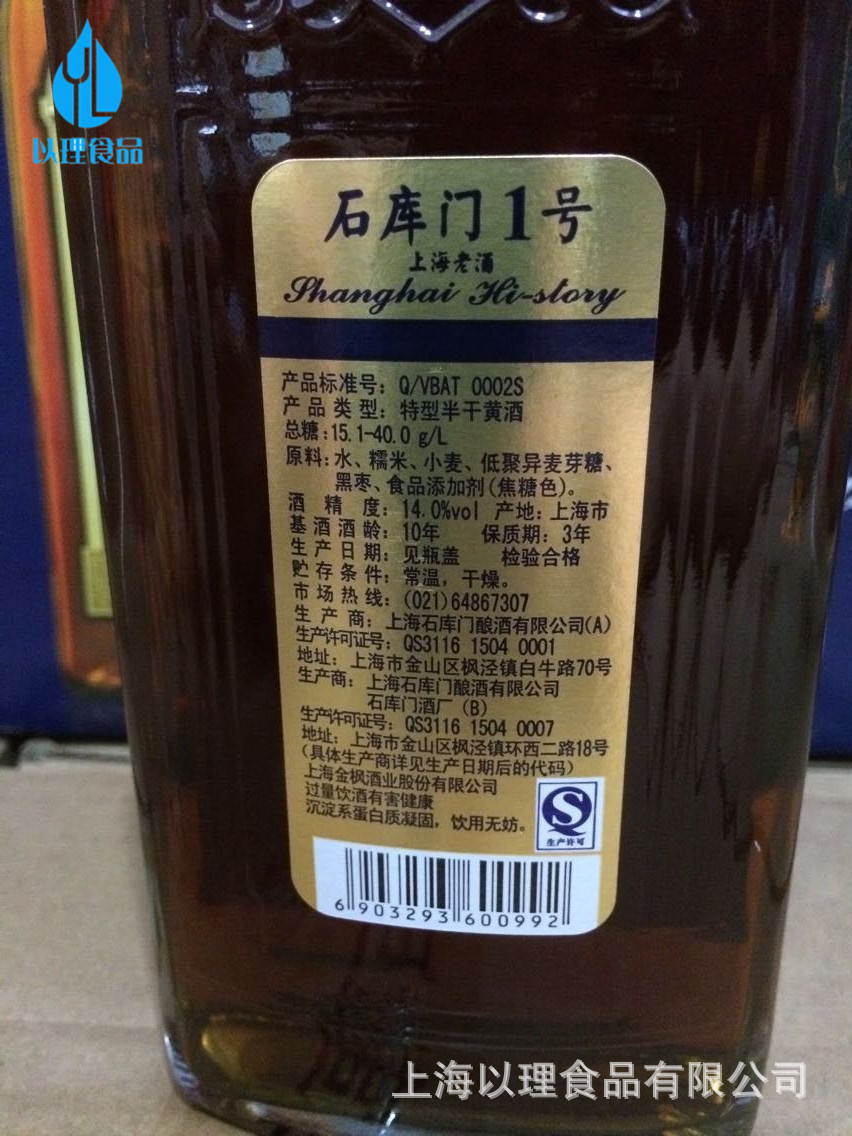 以理食品
石库门1号
上海老酒
Shanghai Hi-story
产品标准号：Q/VBAT 0002S
产品类型：特型半干黄酒
总糖：15.1-40.0 g/L
原料：水、糯米、小麦、低聚异麦芽糖、
黑枣、食品添加剂(焦糖色)。
酒精度：14.0%vol 产地：上海市
基酒酒龄：10年 保质期：3年
生产日期：见瓶盖 检验合格
贮存条件：常温，干燥。
市场热线：(021)64867307
生产商：上海石库门酿酒有限公司(A)
生产许可证号：QS3116 1504 0001
地址：上海市金山区枫泾镇白牛路70号
生产商：上海石库门酿酒有限公司
石库门酒厂(B)
生产许可证号：QS3116 1504 0007
地址：上海市金山区枫泾镇环西二路18号
(具体生产商详见生产日期后的代码)
上海金枫酒业股份有限公司
过量饮酒有害健康
沉淀系蛋白质凝固，饮用无妨。
生产许可
6 903293 600992
上海以理食品有限公司